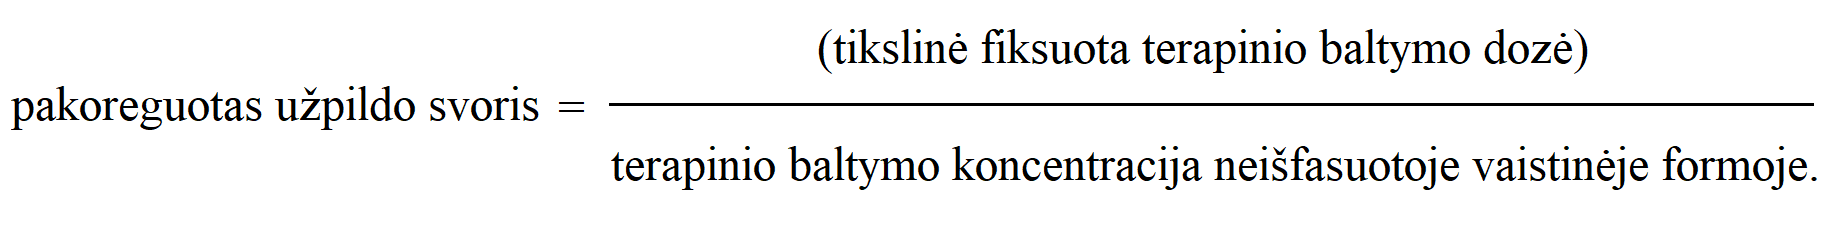 (tikslinė fiksuota terapinio baltymo dozė)
pakoreguotas užpildo svoris =
terapinio baltymo koncentracija neišfasuotoje vaistinėje formoje.